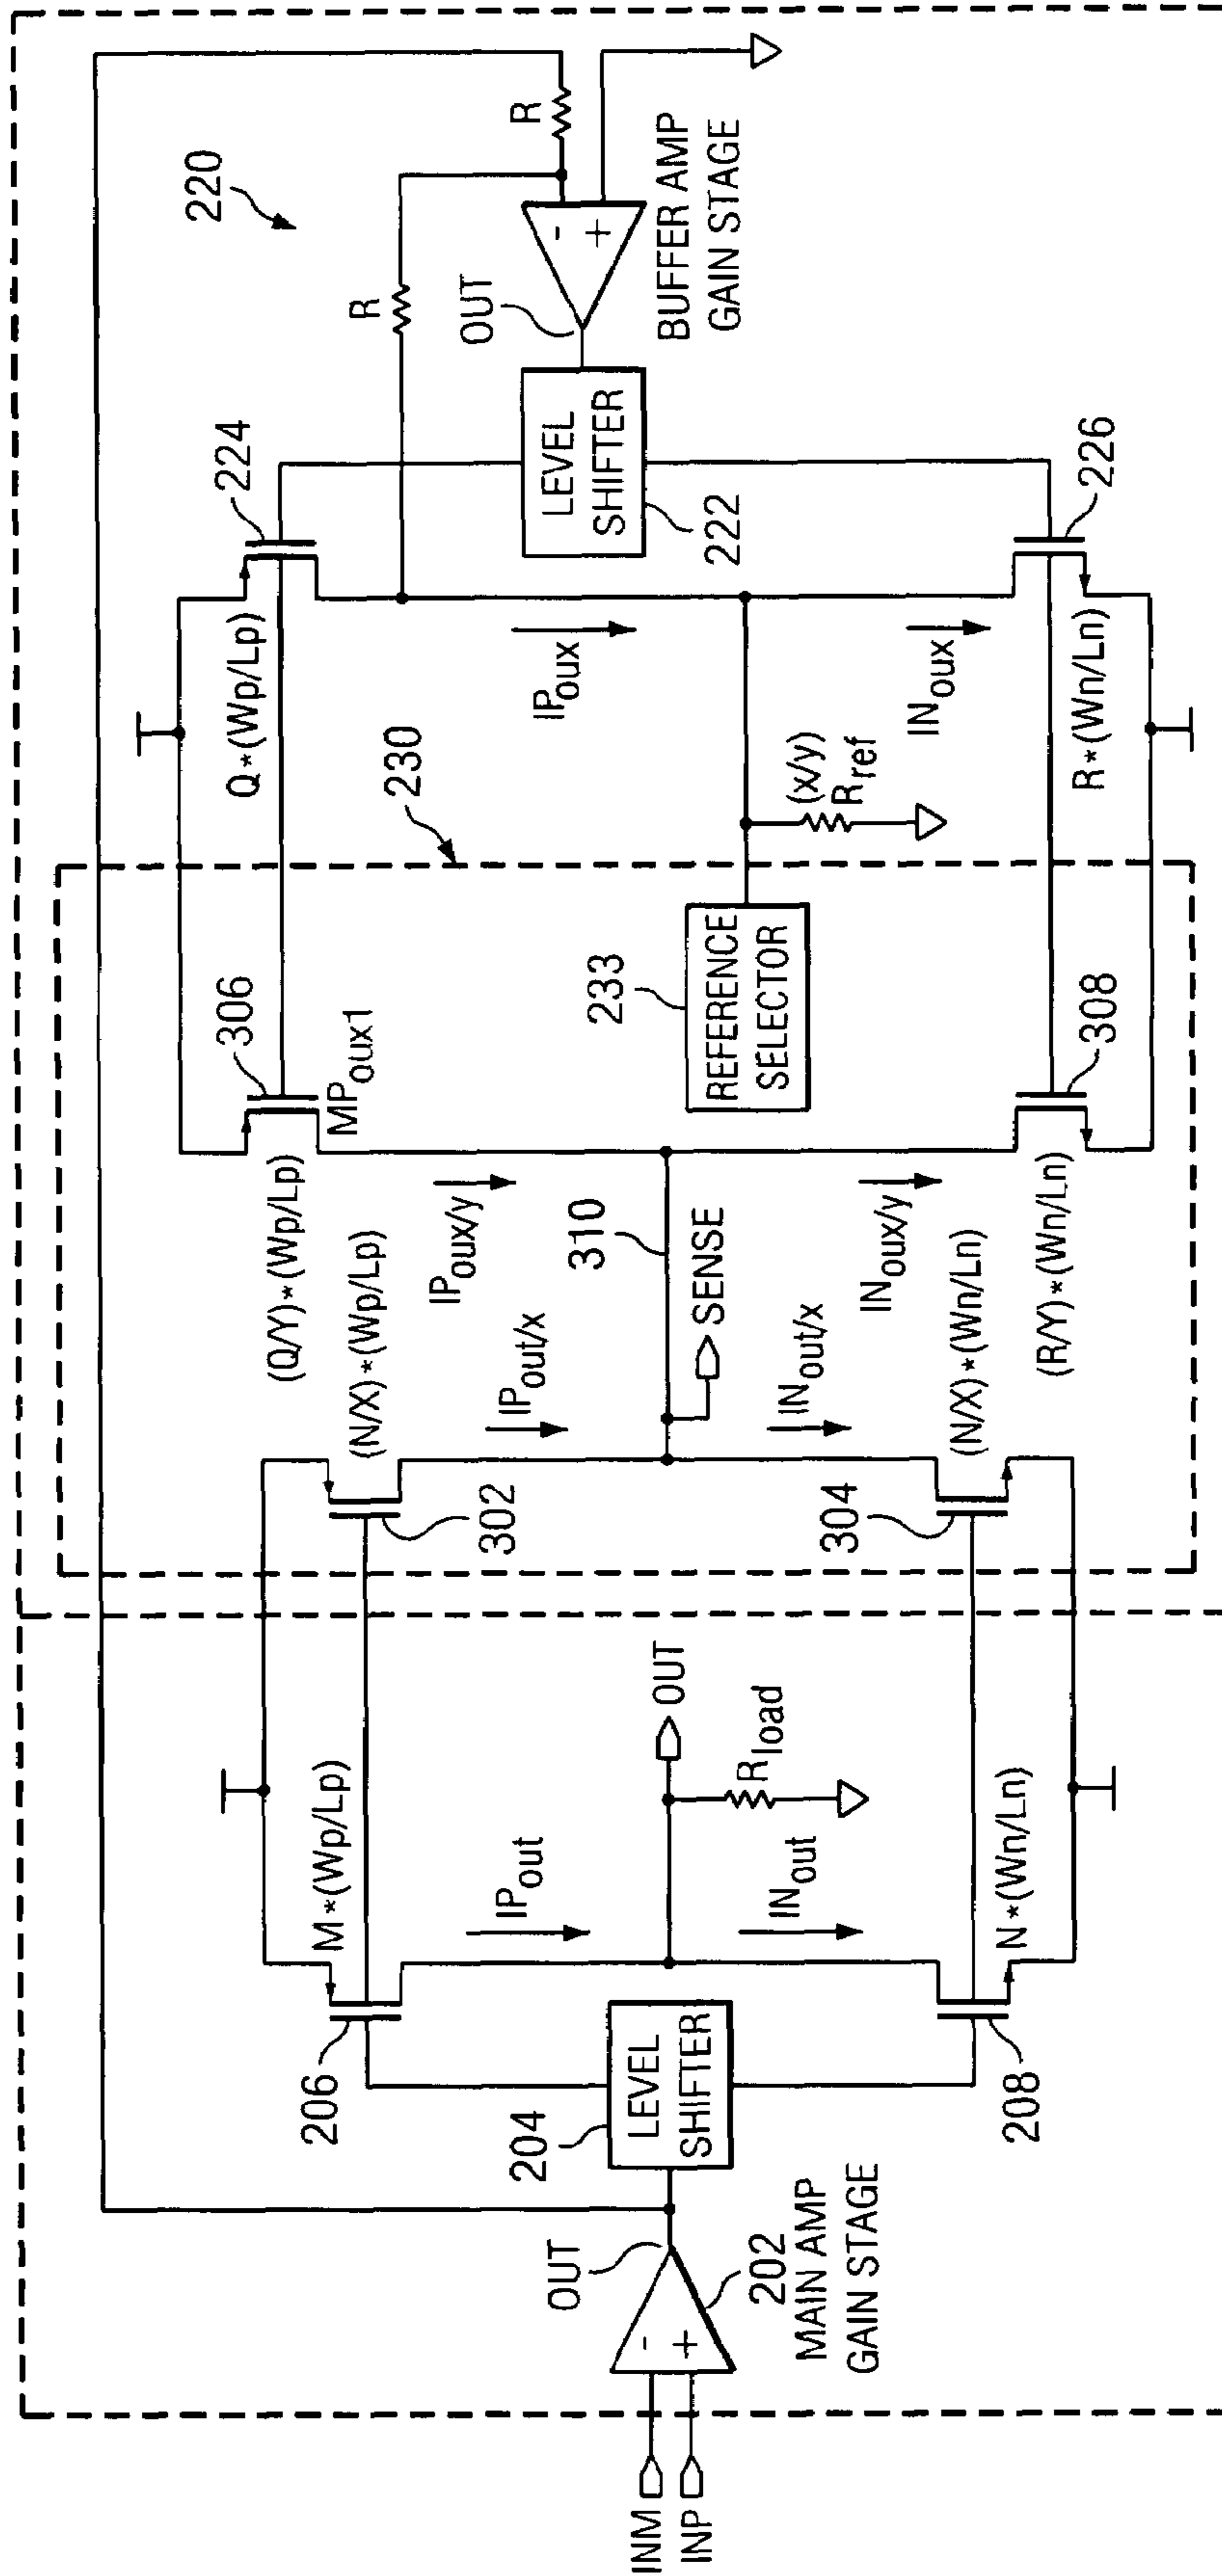 220
R
R
-
+
OUT
BUFFER AMP
GAIN STAGE
LEVEL
SHIFTER
222
224
226
Q*(Wp/Lp)
IPoux
INoux
R*(Wn/Ln)
230
(x/y)
Rref
REFERENCE
SELECTOR
233
306
MPoux1
308
(Q/Y)*(Wp/Lp)
IPoux/y
310
SENSE
INoux/y
(R/Y)*(Wn/Ln)
(N/X)*(Wp/Lp)
IPout/x
INout/x
(N/X)*(Wn/Ln)
302
304
OUT
Rload
M*(Wp/Lp)
IPout
INout
N*(Wn/Ln)
206
LEVEL
SHIFTER
204
208
OUT
-
+
202
MAIN AMP
GAIN STAGE
INM
INP